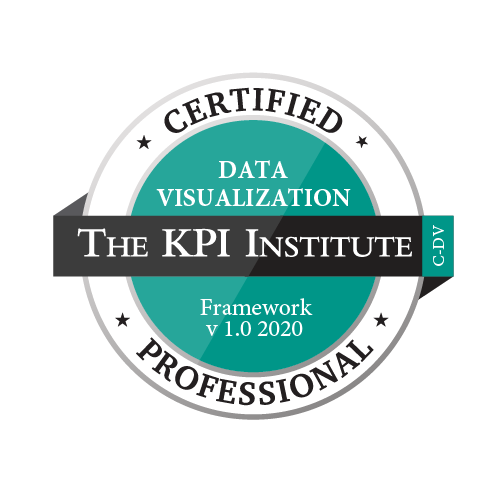 CERTIFIED
DATA
VISUALIZATION
THE KPI INSTITUTE
C-DV
Framework
v 1.0 2020
PROFESSIONAL